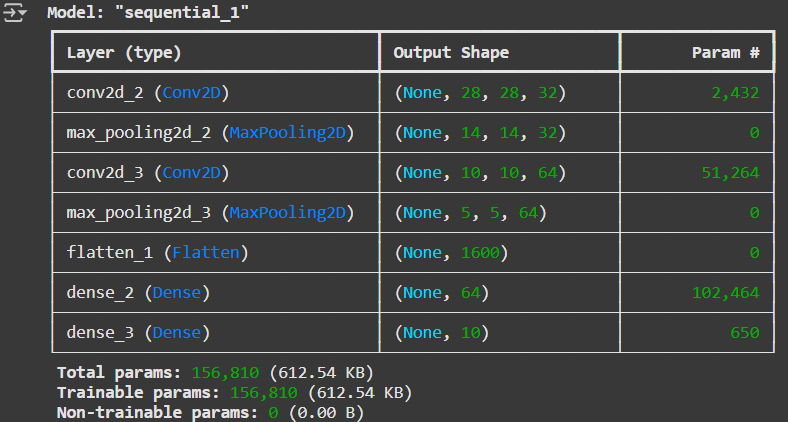 Model: "sequential_1"
Layer (type) Output Shape Param #
conv2d_2 (Conv2D) (None, 28, 28, 32) 2,432
max_pooling2d_2 (MaxPooling2D) (None, 14, 14, 32) 0
conv2d_3 (Conv2D) (None, 10, 10, 64) 51,264
max_pooling2d_3 (MaxPooling2D) (None, 5, 5, 64) 0
flatten_1 (Flatten) (None, 1600) 0
dense_2 (Dense) (None, 64) 102,464
dense_3 (Dense) (None, 10) 650
Total params: 156,810 (612.54 KB)
Trainable params: 156,810 (612.54 KB)
Non-trainable params: 0 (0.00 B)